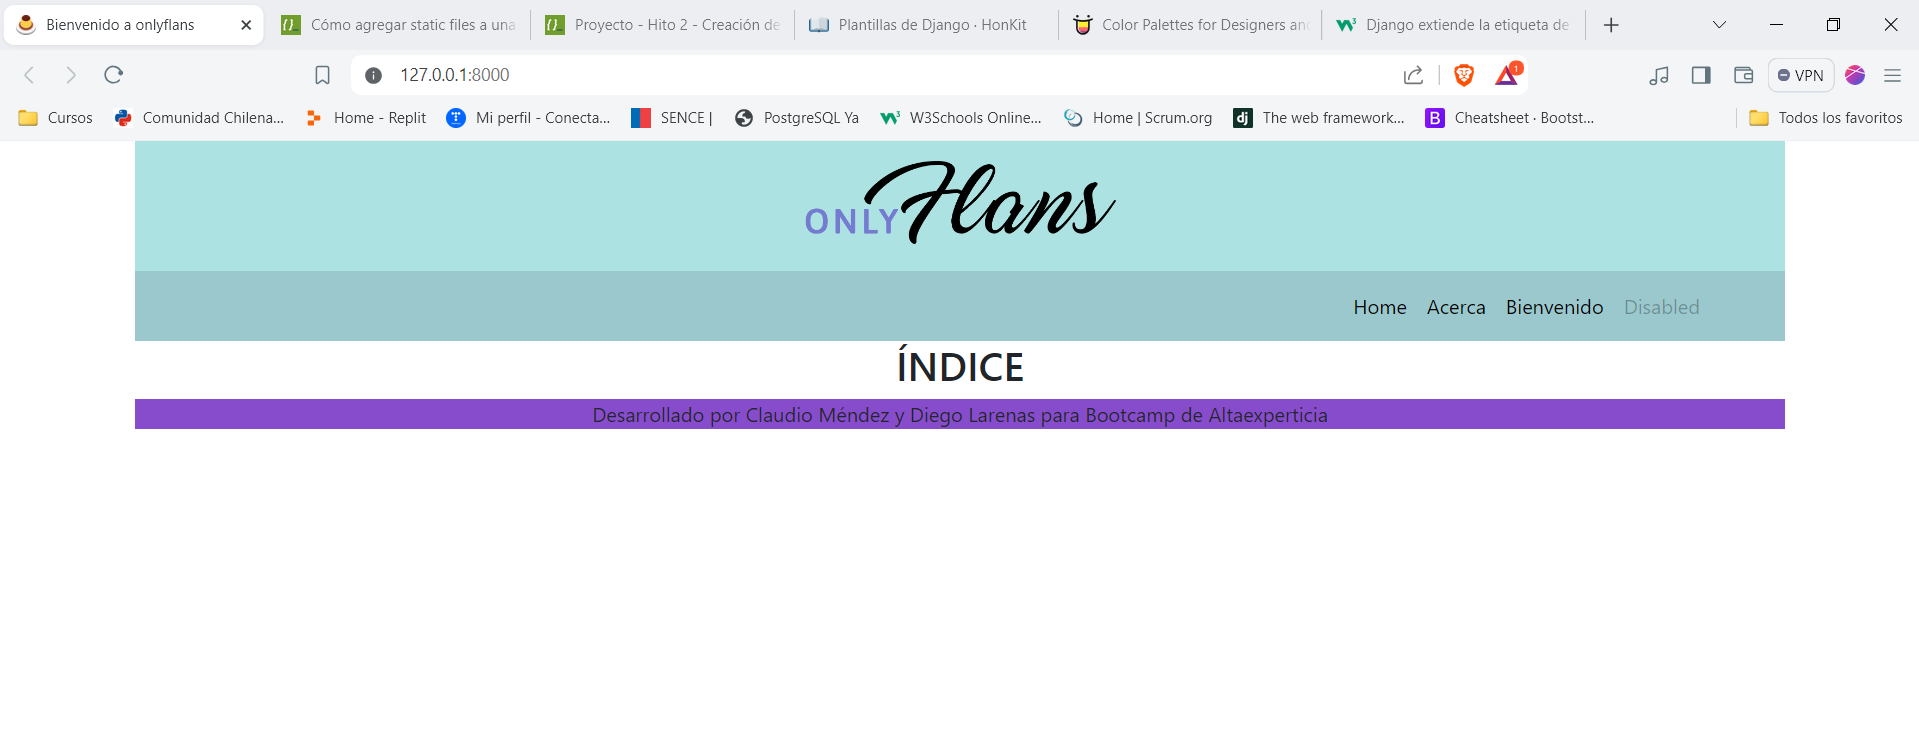 Bienvenido a onlyflans
Cómo agregar static files a una
Proyecto - Hito 2 - Creación de
Plantillas de Django · HonKit
Color Palettes for Designers and
Django extiende la etiqueta de
127.0.0.1:8000
1
VPN
Cursos
Comunidad Chilena...
Home - Replit
Mi perfil - Conecta...
SENCE |
PostgreSQL Ya
W3Schools Online...
Home | Scrum.org
dj
The web framework...
B
Cheatsheet · Bootst...
Todos los favoritos
ONLY Flans
Home Acerca Bienvenido Disabled
ÍNDICE
Desarrollado por Claudio Méndez y Diego Larenas para Bootcamp de Altaexperticia